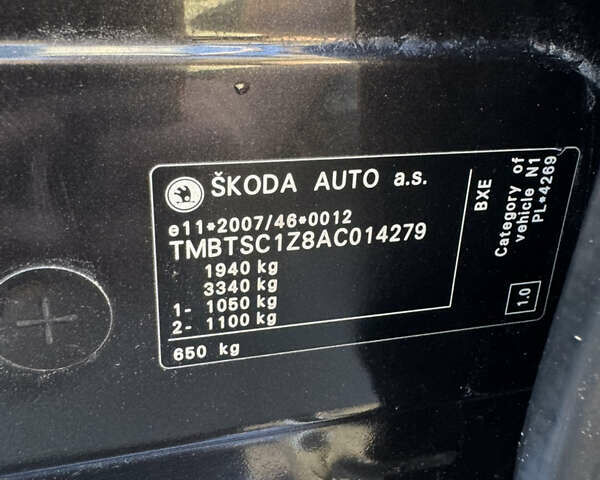 ŠKODA AUTO a.s.
e11*2007/46*0012
TMBTSC1Z8AC014279
1940 kg
3340 kg
1- 1050 kg
2- 1100 kg
650 kg
BXE
Category of
vehicle N1
PL*4269
1.0